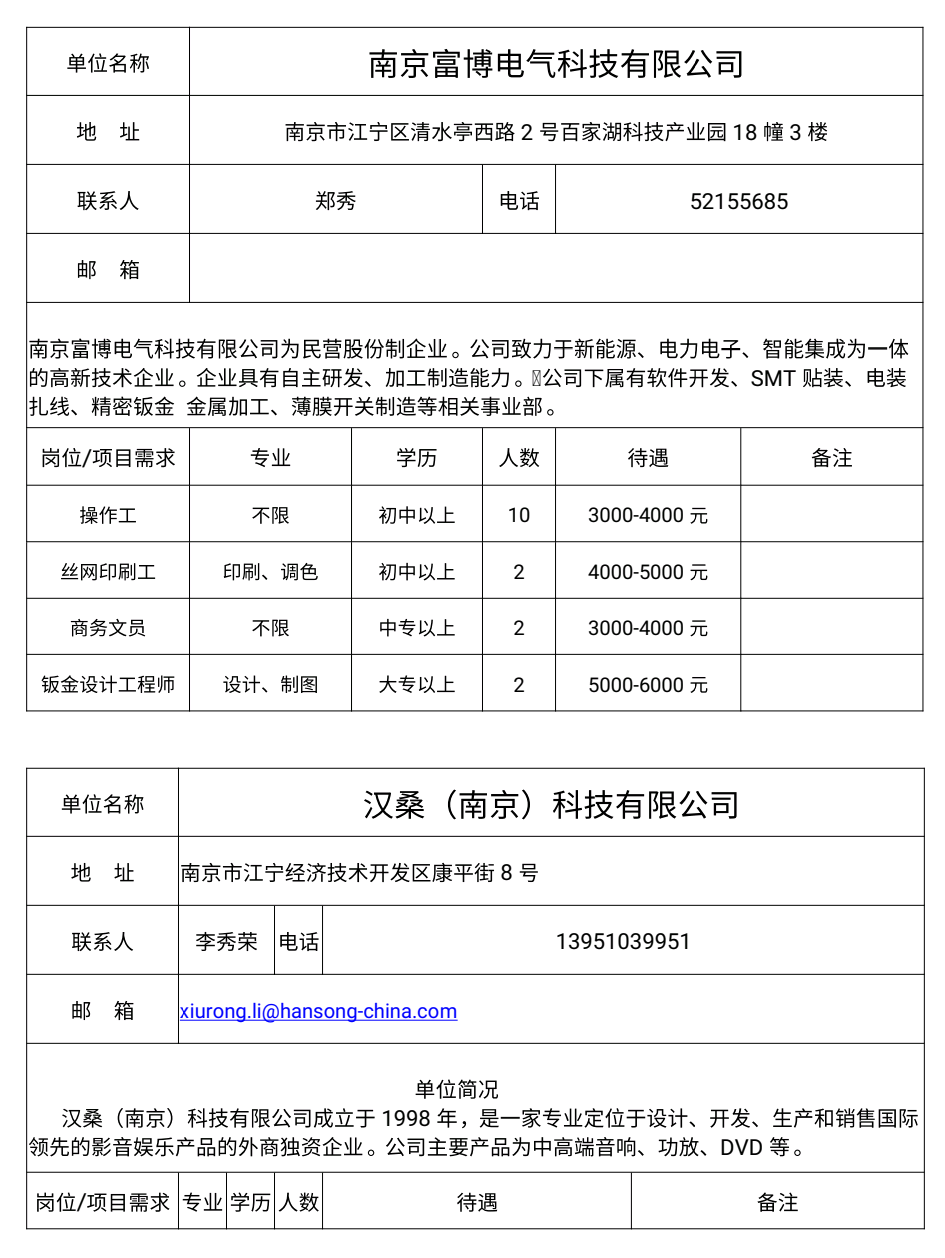 单位名称 南京富博电气科技有限公司
地 址 南京市江宁区清水亭西路 2 号百家湖科技产业园 18 幢 3 楼
联系人 郑秀 电话 52155685
邮 箱
南京富博电气科技有限公司为民营股份制企业。公司致力于新能源、电力电子、智能集成为一体
的高新技术企业。企业具有自主研发、加工制造能力。公司下属有软件开发、SMT 贴装、电装
扎线、精密钣金 金属加工、薄膜开关制造等相关事业部。
岗位/项目需求 专业 学历 人数 待遇 备注
操作工 不限 初中以上 10 3000-4000 元
丝网印刷工 印刷、调色 初中以上 2 4000-5000 元
商务文员 不限 中专以上 2 3000-4000 元
钣金设计工程师 设计、制图 大专以上 2 5000-6000 元
单位名称 汉桑（南京）科技有限公司
地 址 南京市江宁经济技术开发区康平街 8 号
联系人 李秀荣 电话 13951039951
邮 箱 xiurong.li@hansong-china.com
单位简况
汉桑（南京）科技有限公司成立于 1998 年，是一家专业定位于设计、开发、生产和销售国际
领先的影音娱乐产品的外商独资企业。公司主要产品为中高端音响、功放、DVD 等。
岗位/项目需求 专业 学历 人数 待遇 备注